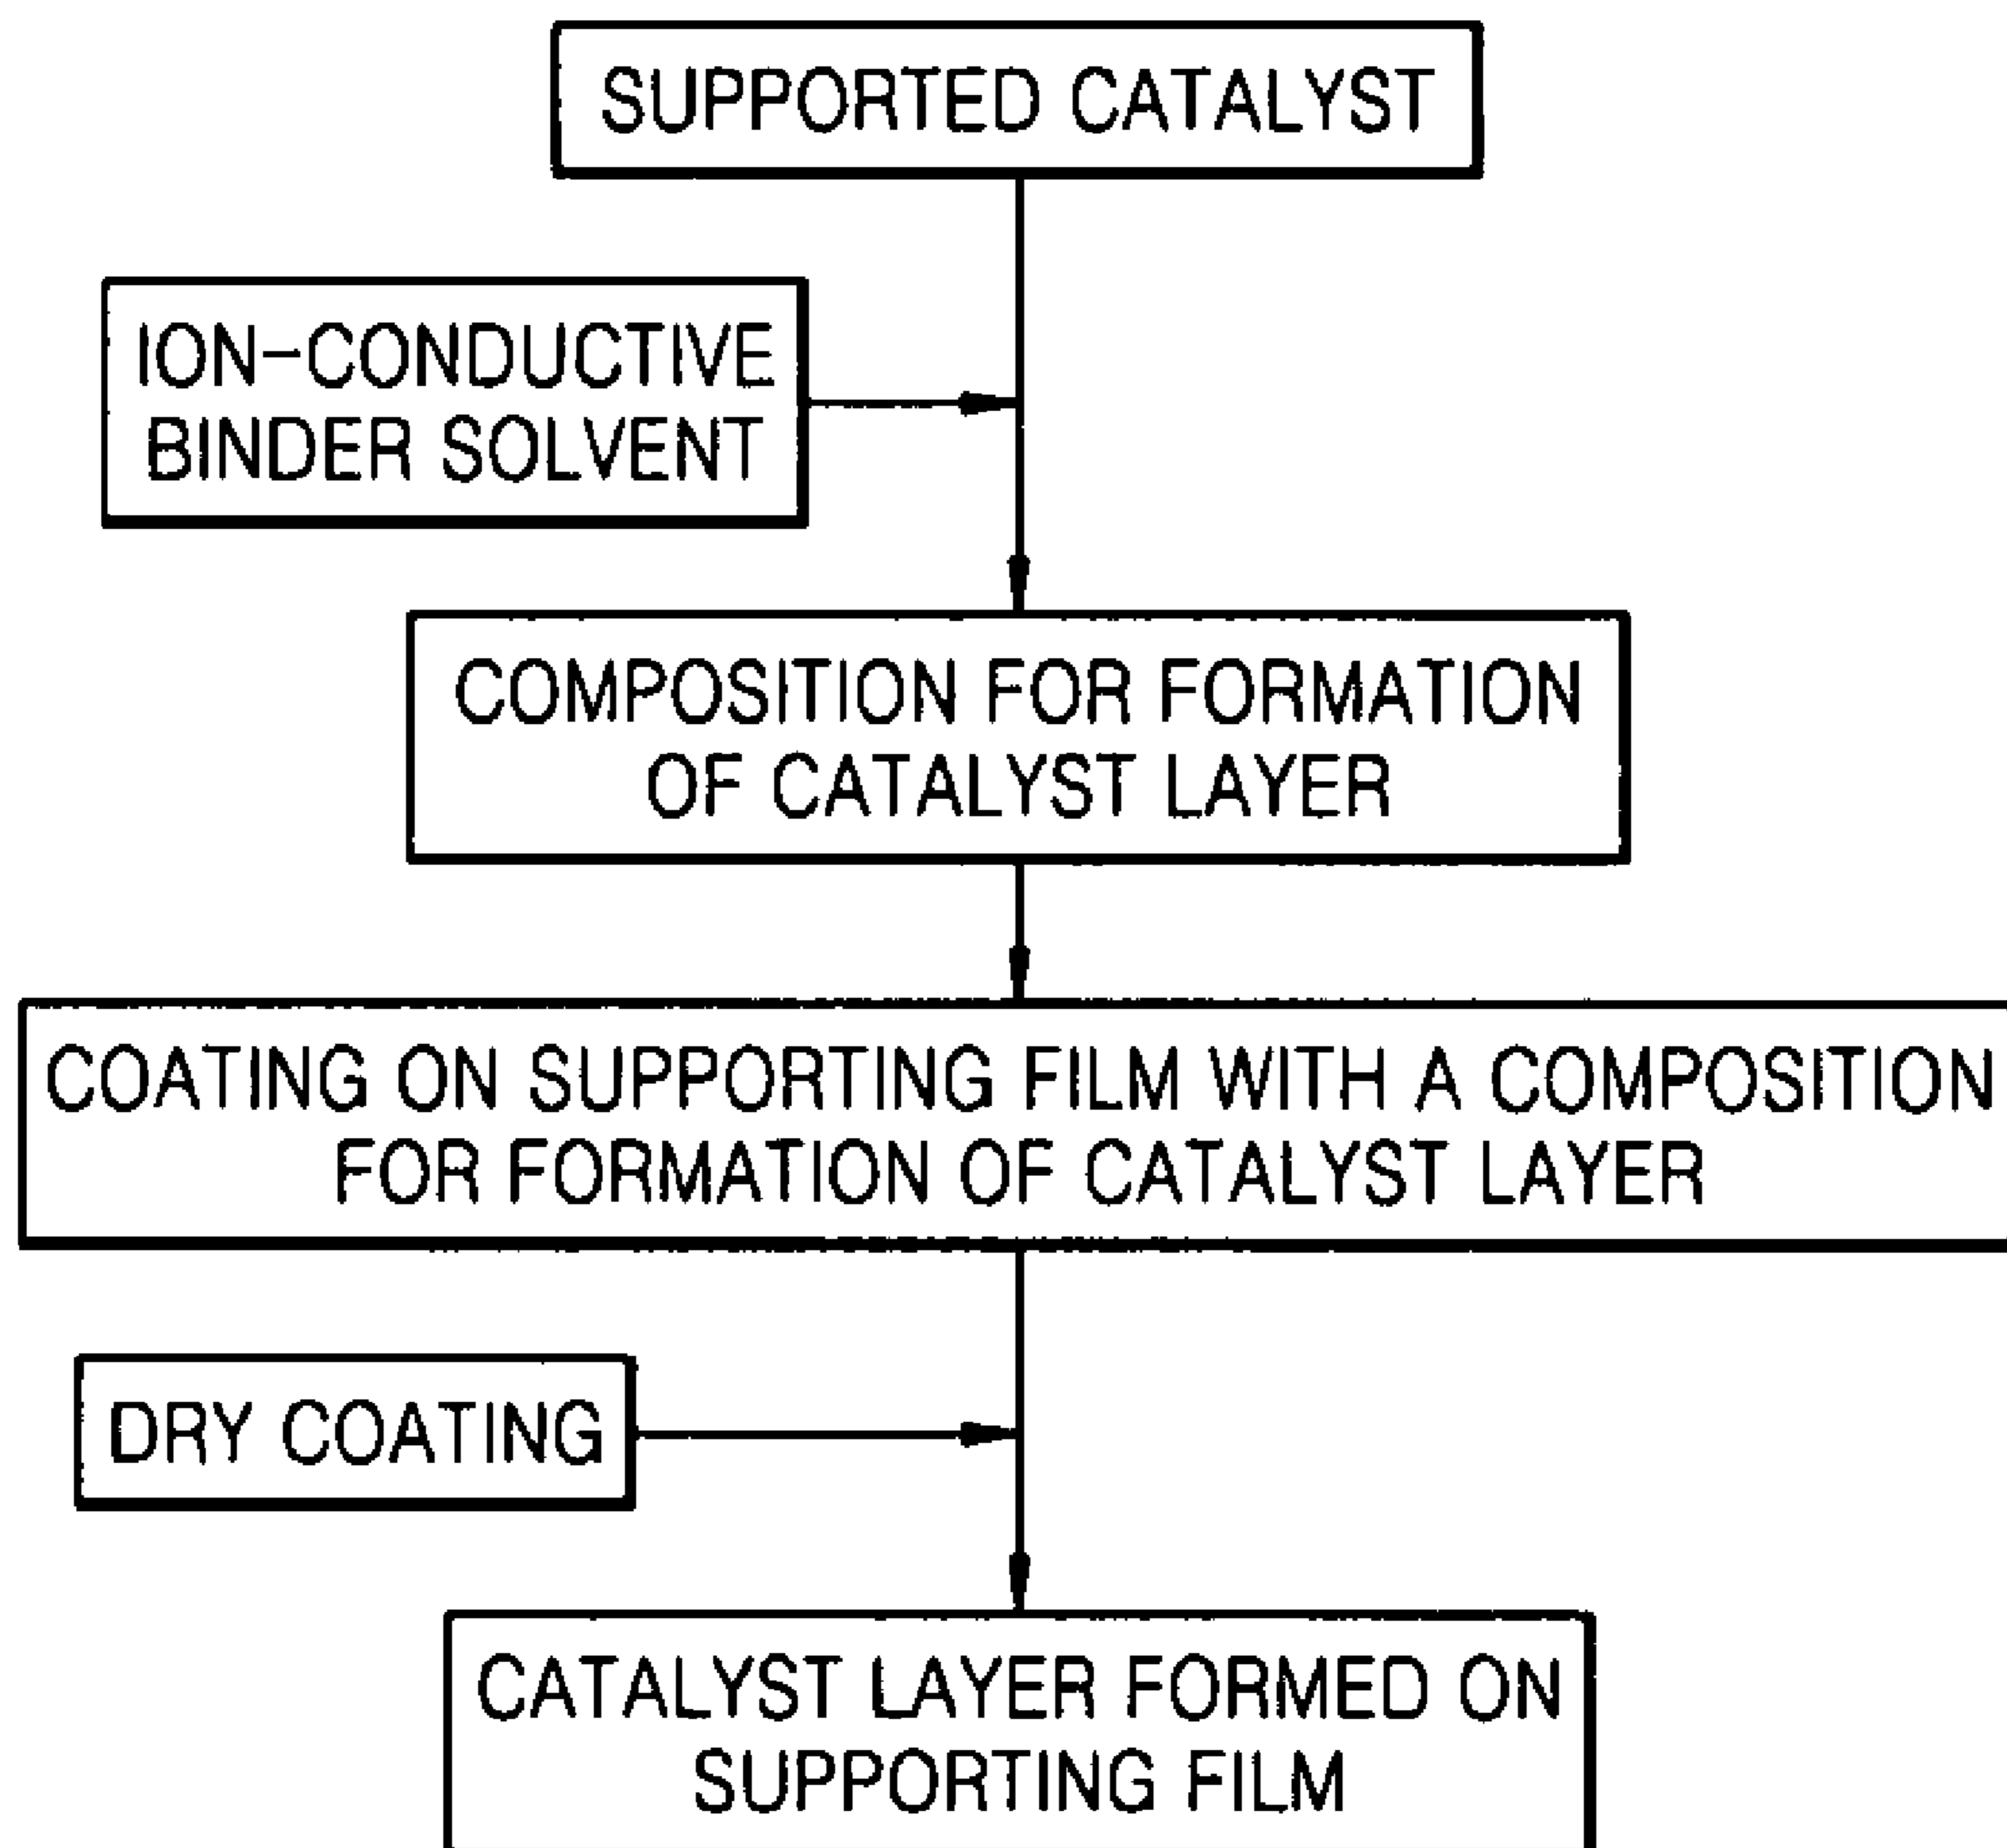 SUPPORTED CATALYST
ION-CONDUCTIVE
BINDER SOLVENT
COMPOSITION FOR FORMATION
OF CATALYST LAYER
COATING ON SUPPORTING FILM WITH A COMPOSITION
FOR FORMATION OF CATALYST LAYER
DRY COATING
CATALYST LAYER FORMED ON
SUPPORTING FILM